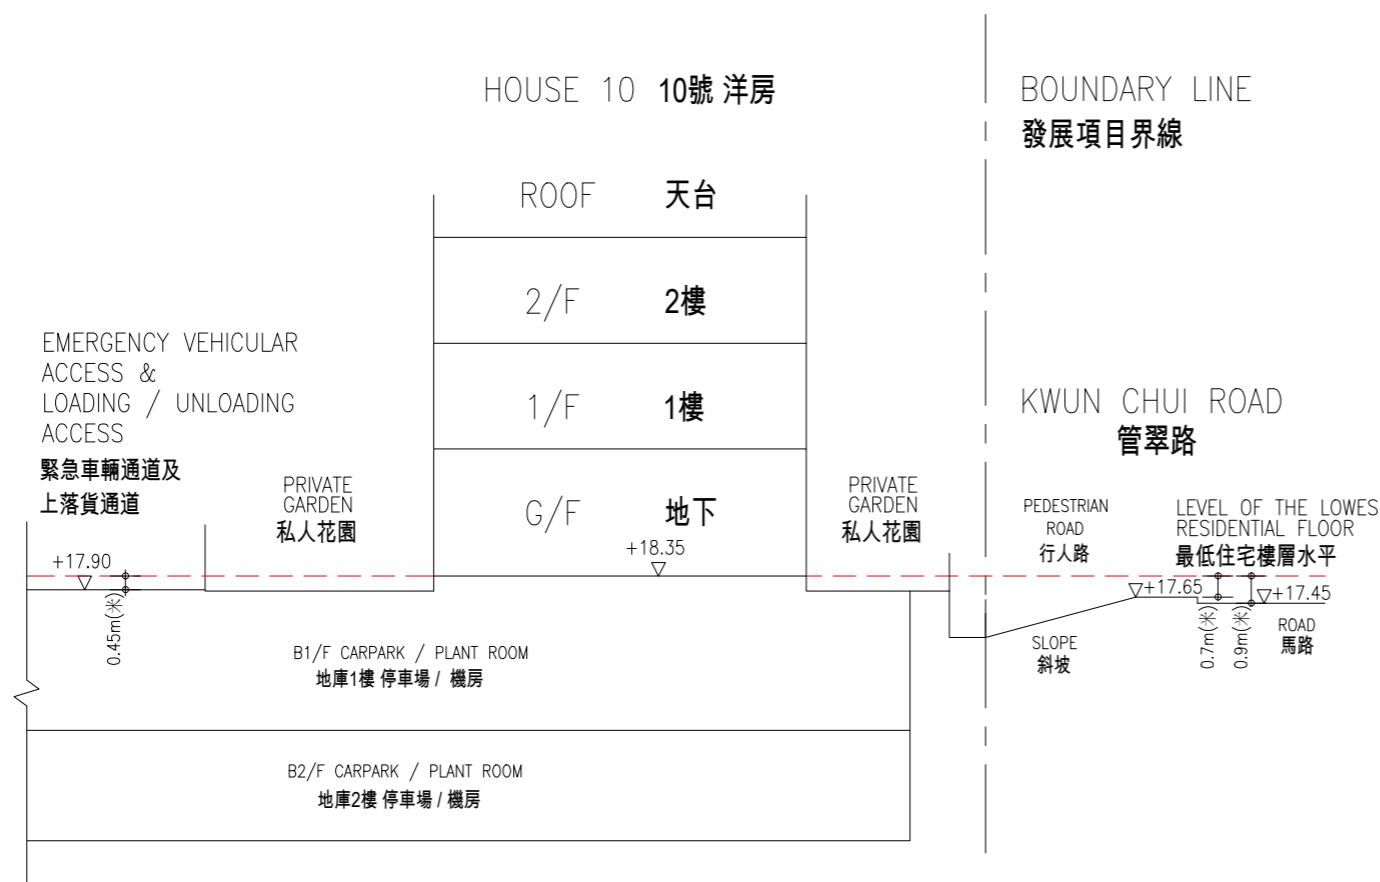 HOUSE 10 10號 洋房
BOUNDARY LINE
發展項目界線
ROOF 天台
2/F 2樓
1/F 1樓
G/F 地下
+18.35
EMERGENCY VEHICULAR
ACCESS &
LOADING / UNLOADING
ACCESS
緊急車輛通道及
上落貨通道
+17.90
0.45m(米)
PRIVATE
GARDEN
私人花園
PRIVATE
GARDEN
私人花園
KWUN CHUI ROAD
管翠路
PEDESTRIAN
ROAD
行人路
LEVEL OF THE LOWES
RESIDENTIAL FLOOR
最低住宅樓層水平
+17.65
+17.45
0.7m(米)
0.9m(米)
ROAD
馬路
SLOPE
斜坡
B1/F CARPARK / PLANT ROOM
地庫1樓 停車場 / 機房
B2/F CARPARK / PLANT ROOM
地庫2樓 停車場 / 機房